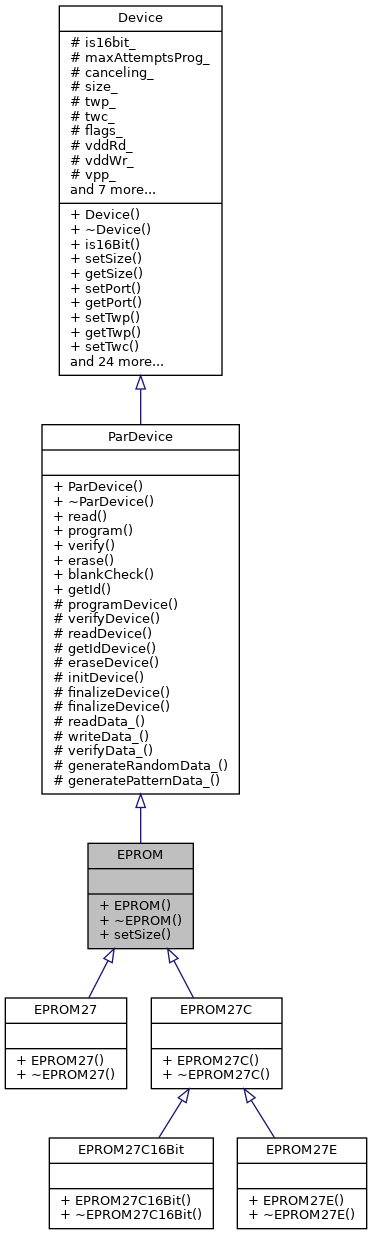 Device
# is16bit_
# maxAttemptsProg_
# canceling_
# size_
# twp_
# twc_
# flags_
# vddRd_
# vddWr_
# vpp_
and 7 more...
+ Device()
+ ~Device()
+ is16Bit()
+ setSize()
+ getSize()
+ setPort()
+ getPort()
+ setTwp()
+ getTwp()
+ setTwc()
and 24 more...
ParDevice
+ ParDevice()
+ ~ParDevice()
+ read()
+ program()
+ verify()
+ erase()
+ blankCheck()
+ getId()
# programDevice()
# verifyDevice()
# readDevice()
# getIdDevice()
# eraseDevice()
# initDevice()
# finalizeDevice()
# finalizeDevice()
# readData_()
# writeData_()
# verifyData_()
# generateRandomData_()
# generatePatternData_()
EPROM
+ EPROM()
+ ~EPROM()
+ setSize()
EPROM27
+ EPROM27()
+ ~EPROM27()
EPROM27C
+ EPROM27C()
+ ~EPROM27C()
EPROM27C16Bit
+ EPROM27C16Bit()
+ ~EPROM27C16Bit()
EPROM27E
+ EPROM27E()
+ ~EPROM27E()